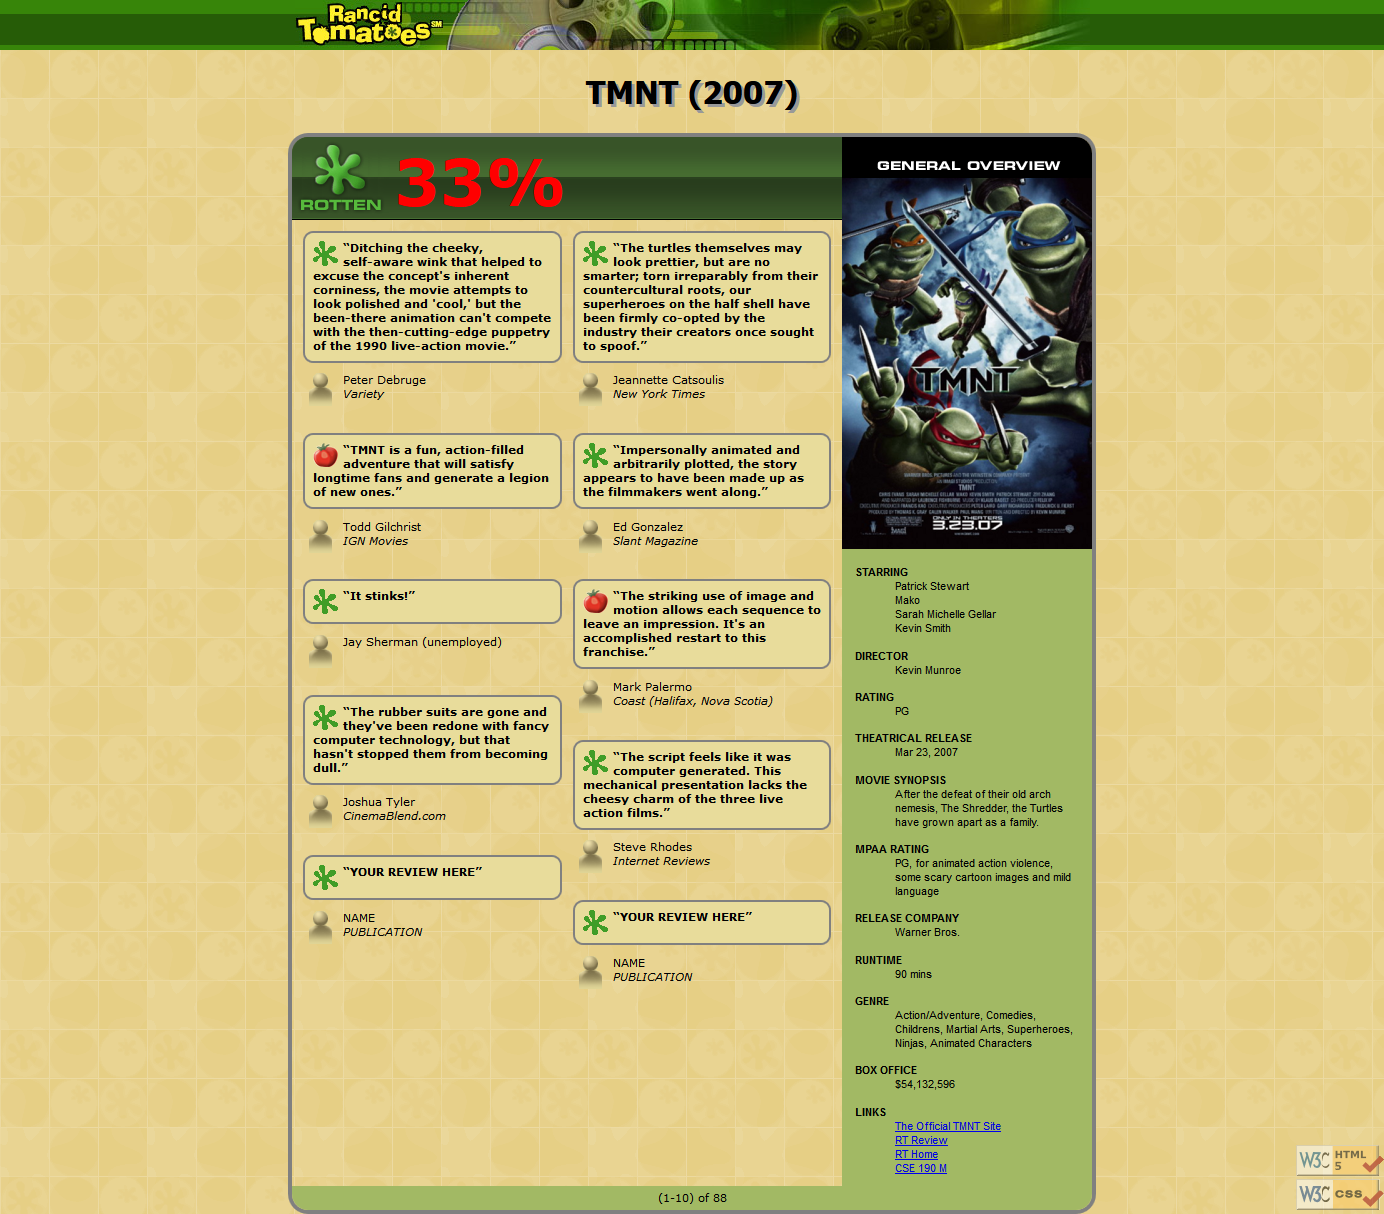 Rancid
TomatoesSM
TMNT (2007)
ROTTEN
33%
“Ditching the cheeky,
self-aware wink that helped to
excuse the concept's inherent
corniness, the movie attempts to
look polished and 'cool,' but the
been-there animation can't compete
with the then-cutting-edge puppetry
of the 1990 live-action movie.”
Peter Debruge
Variety
“TMNT is a fun, action-filled
adventure that will satisfy
longtime fans and generate a legion
of new ones.”
Todd Gilchrist
IGN Movies
“It stinks!”
Jay Sherman (unemployed)
“The rubber suits are gone and
they've been redone with fancy
computer technology, but that
hasn't stopped them from becoming
dull.”
Joshua Tyler
CinemaBlend.com
“YOUR REVIEW HERE”
NAME
PUBLICATION
“The turtles themselves may
look prettier, but are no
smarter; torn irreparably from their
countercultural roots, our
superheroes on the half shell have
been firmly co-opted by the
industry their creators once sought
to spoof.”
Jeannette Catsoulis
New York Times
“Impersonally animated and
arbitrarily plotted, the story
appears to have been made up as
the filmmakers went along.”
Ed Gonzalez
Slant Magazine
“The striking use of image and
motion allows each sequence to
leave an impression. It's an
accomplished restart to this
franchise.”
Mark Palermo
Coast (Halifax, Nova Scotia)
“The script feels like it was
computer generated. This
mechanical presentation lacks the
cheesy charm of the three live
action films.”
Steve Rhodes
Internet Reviews
“YOUR REVIEW HERE”
NAME
PUBLICATION
GENERAL OVERVIEW
TMNT
TMNT
ONLY IN THEATERS
3.23.07
STARRING
Patrick Stewart
Mako
Sarah Michelle Gellar
Kevin Smith
DIRECTOR
Kevin Munroe
RATING
PG
THEATRICAL RELEASE
Mar 23, 2007
MOVIE SYNOPSIS
After the defeat of their old arch
nemesis, The Shredder, the Turtles
have grown apart as a family.
MPAA RATING
PG, for animated action violence,
some scary cartoon images and mild
language
RELEASE COMPANY
Warner Bros.
RUNTIME
90 mins
GENRE
Action/Adventure, Comedies,
Childrens, Martial Arts, Superheroes,
Ninjas, Animated Characters
BOX OFFICE
$54,132,596
LINKS
The Official TMNT Site
RT Review
RT Home
CSE 190 M
(1-10) of 88
W3C HTML
5
W3C CSS